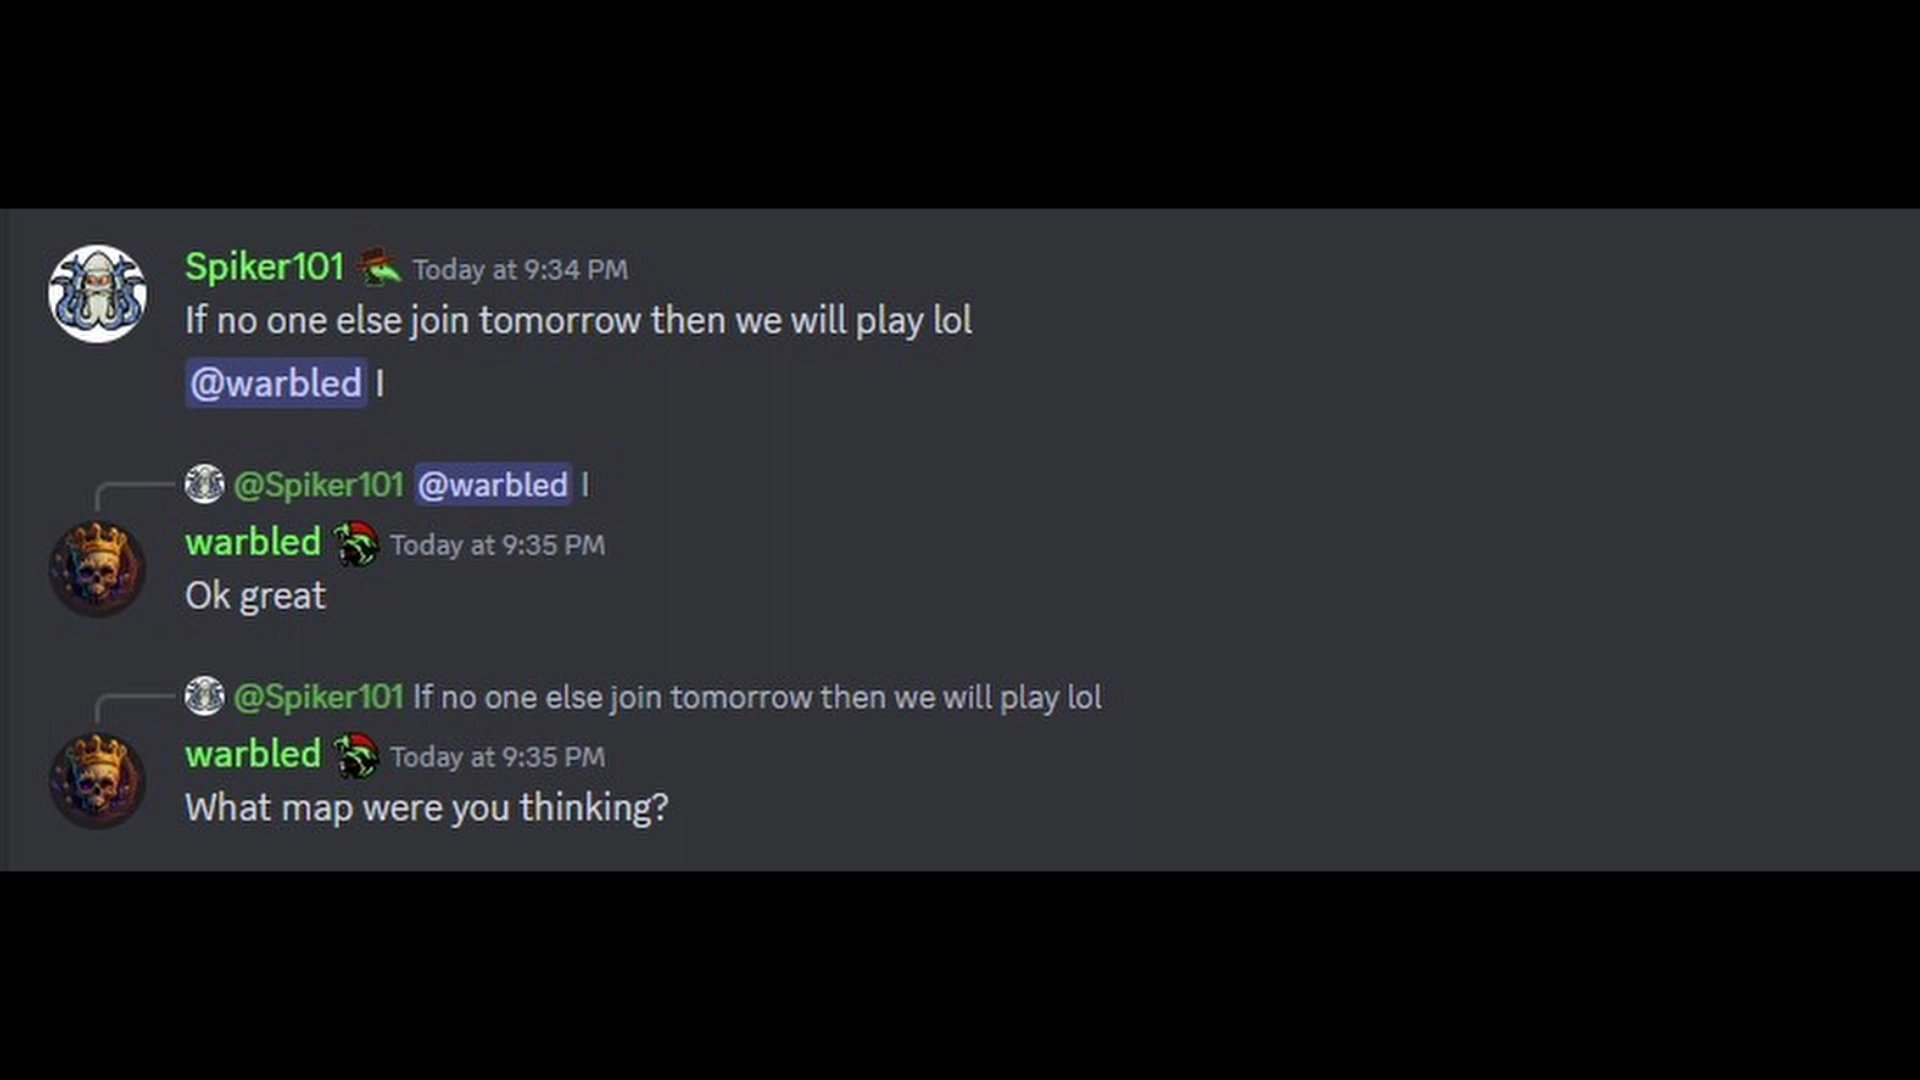 Spiker101 Today at 9:34 PM
If no one else join tomorrow then we will play lol
@warbled I
@Spiker101 @warbled I
warbled Today at 9:35 PM
Ok great
@Spiker101 If no one else join tomorrow then we will play lol
warbled Today at 9:35 PM
What map were you thinking?